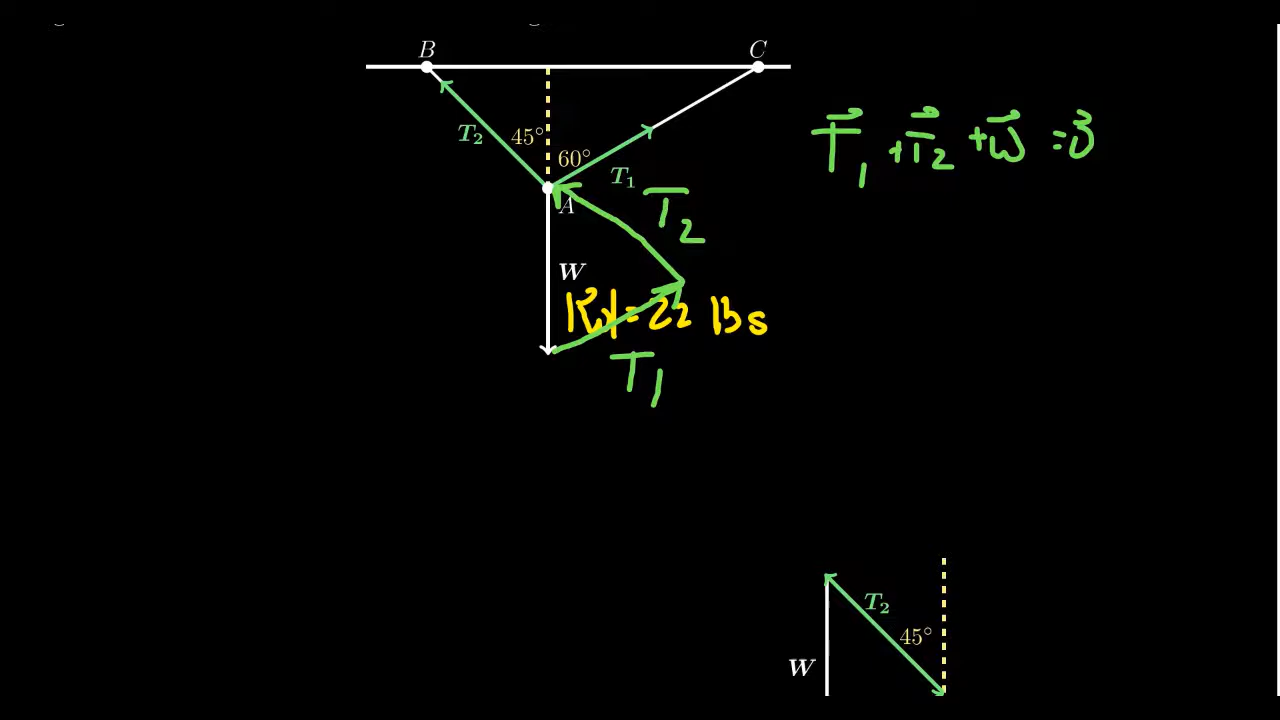 B C
T₂ 45° 60° T₁
A
T⃗₁ + T⃗₂ + w⃗ = 0⃗
T₂
W
= 22 lbs
T₁
T₂
45°
W